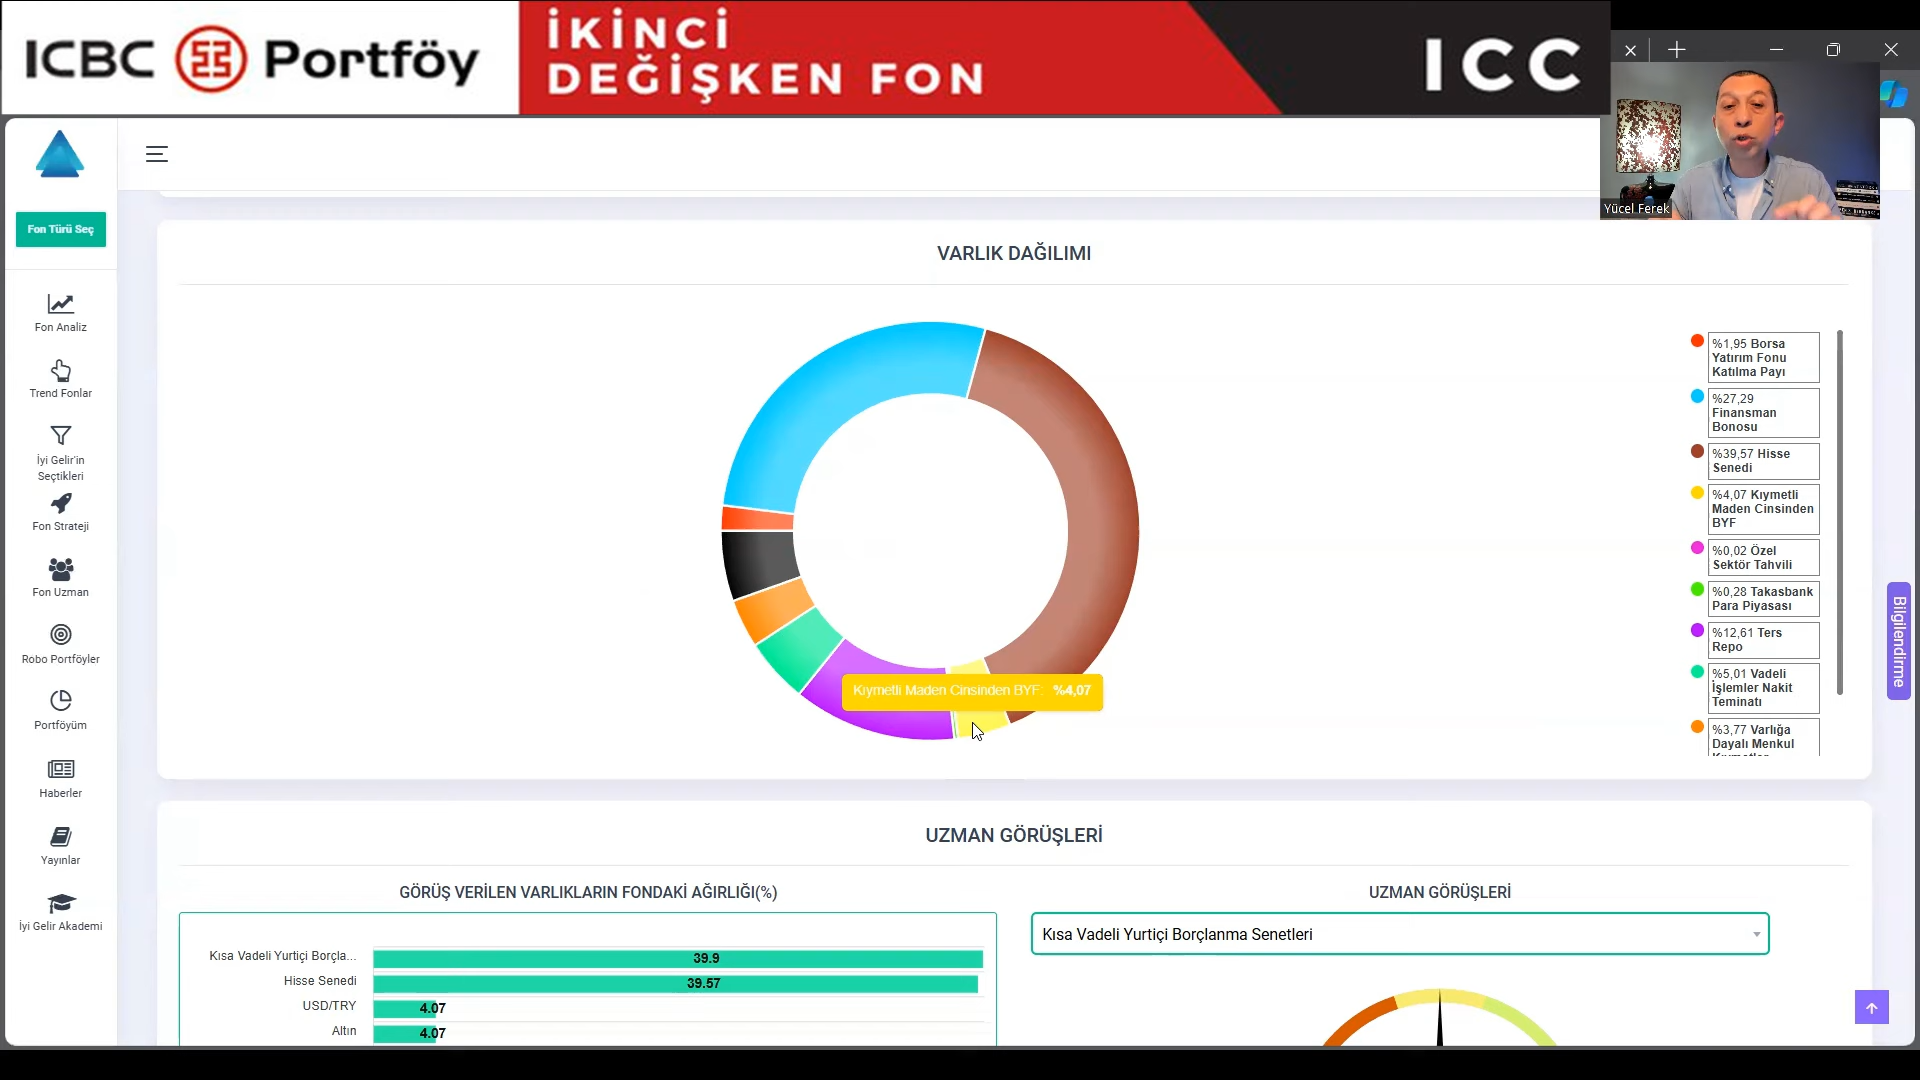 ICBC Portföy
İKİNCİ
DEĞİŞKEN FON
ICC
Yücel Ferek
Fon Türü Seç
Fon Analiz
Trend Fonlar
İyi Gelir'in
Seçtikleri
Fon Strateji
Fon Uzman
Robo Portföyler
Portföyüm
Haberler
Yayınlar
İyi Gelir Akademi
VARLIK DAĞILIMI
Kıymetli Maden Cinsinden BYF: %4,07
%1,95 Borsa
Yatırım Fonu
Katılma Payı
%27,29
Finansman
Bonosu
%39,57 Hisse
Senedi
%4,07 Kıymetli
Maden Cinsinden
BYF
%0,02 Özel
Sektör Tahvili
%0,28 Takasbank
Para Piyasası
%12,61 Ters
Repo
%5,01 Vadeli
İşlemler Nakit
Teminatı
%3,77 Varlığa
Dayalı Menkul
Bilgilendirme
UZMAN GÖRÜŞLERİ
GÖRÜŞ VERİLEN VARLIKLARIN FONDAKİ AĞIRLIĞI(%)
Kısa Vadeli Yurtiçi Borçla... 39.9
Hisse Senedi 39.57
USD/TRY 4.07
Altın 4.07
UZMAN GÖRÜŞLERİ
Kısa Vadeli Yurtiçi Borçlanma Senetleri